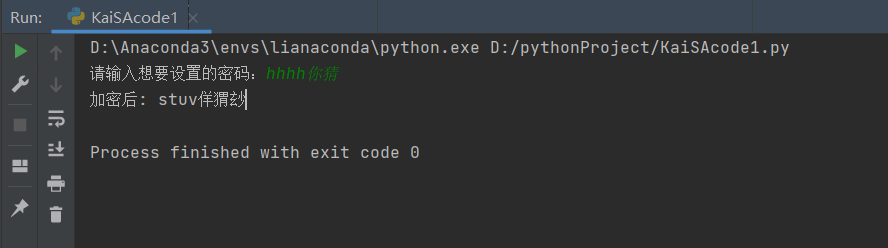 Run: KaiSAcode1
D:\Anaconda3\envs\lianaconda\python.exe D:/pythonProject/KaiSAcode1.py
请输入想要设置的密码：hhhh你猜
加密后: stuv佯猬
Process finished with exit code 0